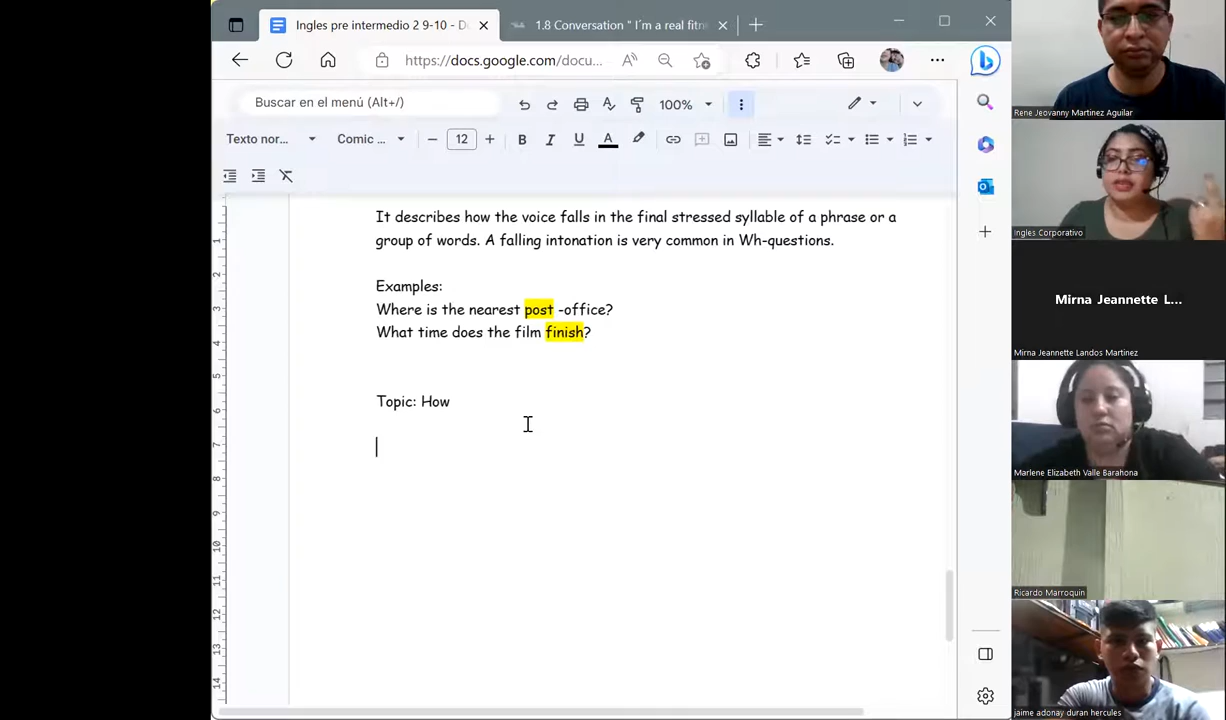 Ingles pre intermedio 2 9-10 - Do
1.8 Conversation " I´m a real fitne
https://docs.google.com/docu...
Buscar en el menú (Alt+/)
100%
Texto nor...
Comic ...
12
It describes how the voice falls in the final stressed syllable of a phrase or a
group of words. A falling intonation is very common in Wh-questions.
Examples:
Where is the nearest post -office?
What time does the film finish?
Topic: How
Rene Jeovanny Martinez Aguilar
Ingles Corporativo
Mirna Jeannette L...
Mirna Jeannette Landos Martinez
Marlene Elizabeth Valle Barahona
Ricardo Marroquin
jaime adonay duran hercules